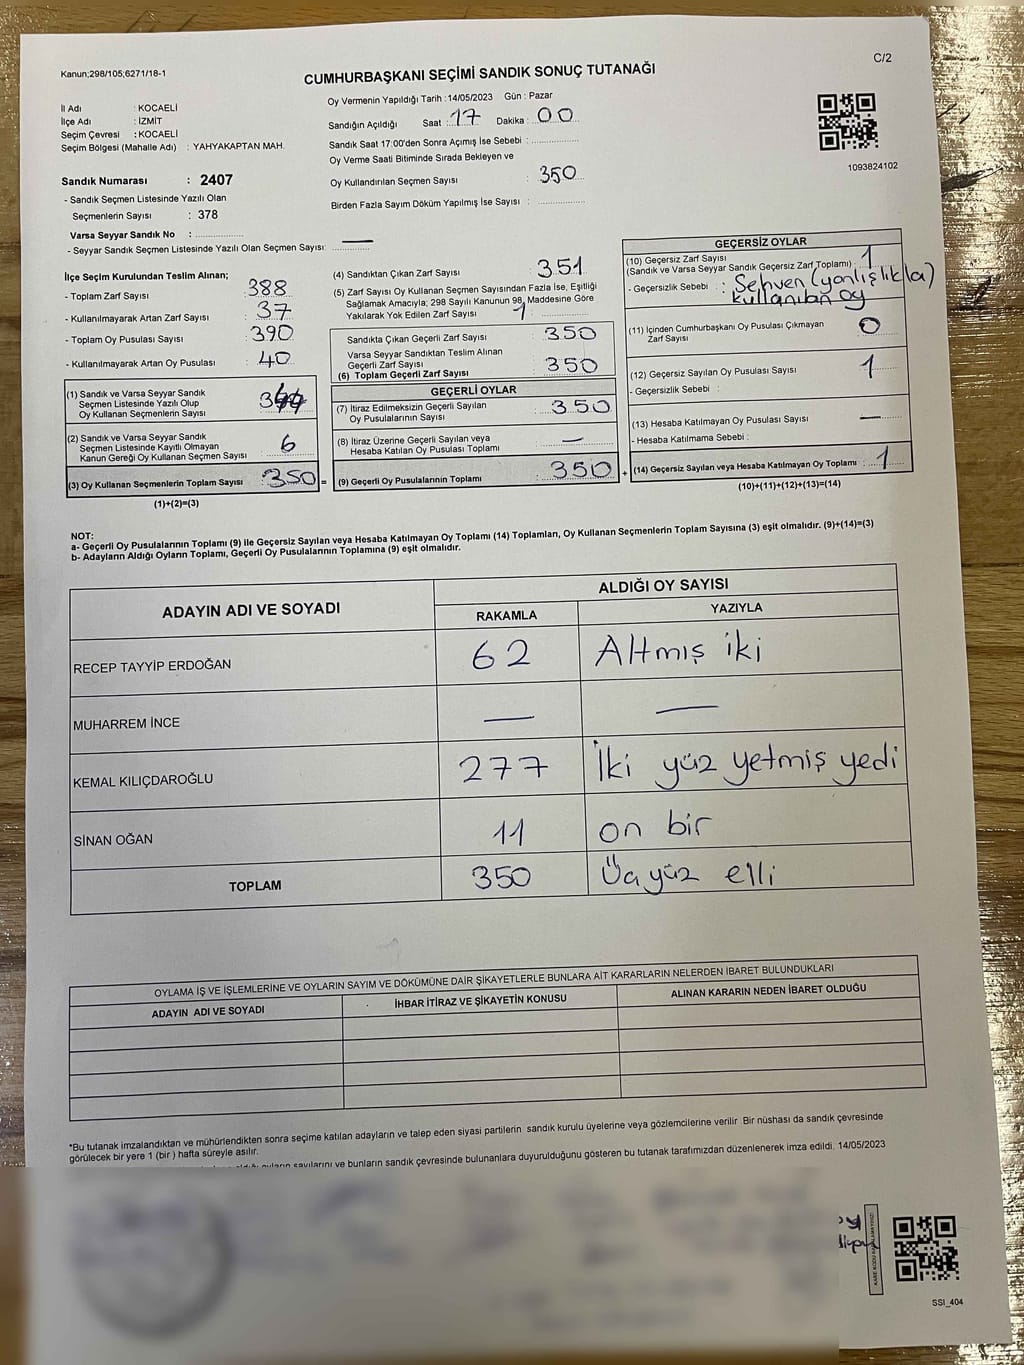 Kanun;298/105;6271/18-1
C/2
CUMHURBAŞKANI SEÇİMİ SANDIK SONUÇ TUTANAĞI
İl Adı : KOCAELİ
İlçe Adı : İZMİT
Seçim Çevresi : KOCAELİ
Seçim Bölgesi (Mahalle Adı) : YAHYAKAPTAN MAH.
Sandık Numarası : 2407
- Sandık Seçmen Listesinde Yazılı Olan
Seçmenlerin Sayısı : 378
Varsa Seyyar Sandık No :
- Seyyar Sandık Seçmen Listesinde Yazılı Olan Seçmen Sayısı: —
Oy Vermenin Yapıldığı Tarih :14/05/2023 Gün : Pazar
Sandığın Açıldığı Saat : 17 Dakika : 00
Sandık Saat 17:00'den Sonra Açımış İse Sebebi :
Oy Verme Saati Bitiminde Sırada Bekleyen ve
Oy Kullandırılan Seçmen Sayısı : 350
Birden Fazla Sayım Döküm Yapılmış İse Sayısı :
1093824102
İlçe Seçim Kurulundan Teslim Alınan;
- Toplam Zarf Sayısı : 388
- Kullanılmayarak Artan Zarf Sayısı : 37
- Toplam Oy Pusulası Sayısı : 390
- Kullanılmayarak Artan Oy Pusulası : 40
(1) Sandık ve Varsa Seyyar Sandık
Seçmen Listesinde Yazılı Olup
Oy Kullanan Seçmenlerin Sayısı
(2) Sandık ve Varsa Seyyar Sandık
Seçmen Listesinde Kayıtlı Olmayan
Kanun Gereği Oy Kullanan Seçmen Sayısı : 6
(3) Oy Kullanan Seçmenlerin Toplam Sayısı : 350 =
(1)+(2)=(3)
(4) Sandıktan Çıkan Zarf Sayısı : 351
(5) Zarf Sayısı Oy Kullanan Seçmen Sayısından Fazla İse, Eşitliği
Sağlamak Amacıyla; 298 Sayılı Kanunun 98. Maddesine Göre
Yakılarak Yok Edilen Zarf Sayısı : 1
Sandıkta Çıkan Geçerli Zarf Sayısı : 350
Varsa Seyyar Sandıktan Teslim Alınan
Geçerli Zarf Sayısı
(6) Toplam Geçerli Zarf Sayısı : 350
GEÇERLİ OYLAR
(7) İtiraz Edilmeksizin Geçerli Sayılan
Oy Pusulalarının Sayısı : 350
(8) İtiraz Üzerine Geçerli Sayılan veya
Hesaba Katılan Oy Pusulası Toplamı : —
(9) Geçerli Oy Pusulalarının Toplamı : 350 +
GEÇERSİZ OYLAR
(10) Geçersiz Zarf Sayısı
(Sandık ve Varsa Seyyar Sandık Geçersiz Zarf Toplamı) : 1
- Geçersizlik Sebebi : Sehven (yanlışlıkla)
kullanılan oy
(11) İçinden Cumhurbaşkanı Oy Pusulası Çıkmayan
Zarf Sayısı : 0
(12) Geçersiz Sayılan Oy Pusulası Sayısı : 1
- Geçersizlik Sebebi :
(13) Hesaba Katılmayan Oy Pusulası Sayısı : —
- Hesaba Katılmama Sebebi :
(14) Geçersiz Sayılan veya Hesaba Katılmayan Oy Toplamı : 1
(10)+(11)+(12)+(13)=(14)
NOT:
a- Geçerli Oy Pusulalarının Toplamı (9) ile Geçersiz Sayılan veya Hesaba Katılmayan Oy Toplamı (14) Toplamları, Oy Kullanan Seçmenlerin Toplam Sayısına (3) eşit olmalıdır. (9)+(14)=(3)
b- Adayların Aldığı Oyların Toplamı, Geçerli Oy Pusulalarının Toplamına (9) eşit olmalıdır.
ADAYIN ADI VE SOYADI ALDIĞI OY SAYISI
RAKAMLA YAZIYLA
RECEP TAYYİP ERDOĞAN 62 Altmış iki
MUHARREM İNCE — —
KEMAL KILIÇDAROĞLU 277 İki yüz yetmiş yedi
SİNAN OĞAN 11 on bir
TOPLAM 350 Üçyüz elli
OYLAMA İŞ VE İŞLEMLERİNE VE OYLARIN SAYIM VE DÖKÜMÜNE DAİR ŞİKAYETLERLE BUNLARA AİT KARARLARIN NELERDEN İBARET BULUNDUKLARI
ADAYIN ADI VE SOYADI İHBAR İTİRAZ VE ŞİKAYETİN KONUSU ALINAN KARARIN NEDEN İBARET OLDUĞU
*Bu tutanak imzalandıktan ve mühürlendikten sonra seçime katılan adayların ve talep eden siyasi partilerin sandık kurulu üyelerine veya gözlemcilerine verilir Bir nüshası da sandık çevresinde
görülecek bir yere 1 (bir ) hafta süreyle asılır.
sayılarını ve bunların sandık çevresinde bulunanlara duyurulduğunu gösteren bu tutanak tarafımızdan düzenlenerek imza edildi. 14/05/2023
SSI_404